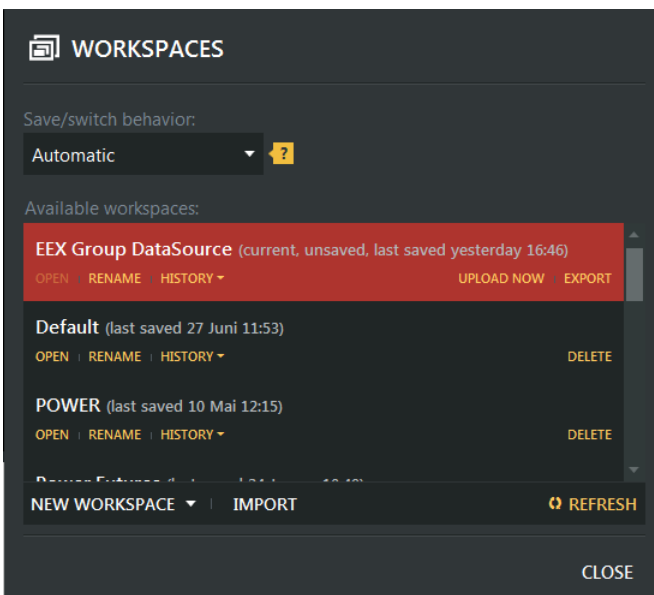 WORKSPACES
Save/switch behavior:
Automatic ?
Available workspaces:
EEX Group DataSource (current, unsaved, last saved yesterday 16:46)
OPEN RENAME HISTORY UPLOAD NOW EXPORT
Default (last saved 27 Juni 11:53)
OPEN RENAME HISTORY DELETE
POWER (last saved 10 Mai 12:15)
OPEN RENAME HISTORY DELETE
Power Futures
NEW WORKSPACE IMPORT REFRESH
CLOSE